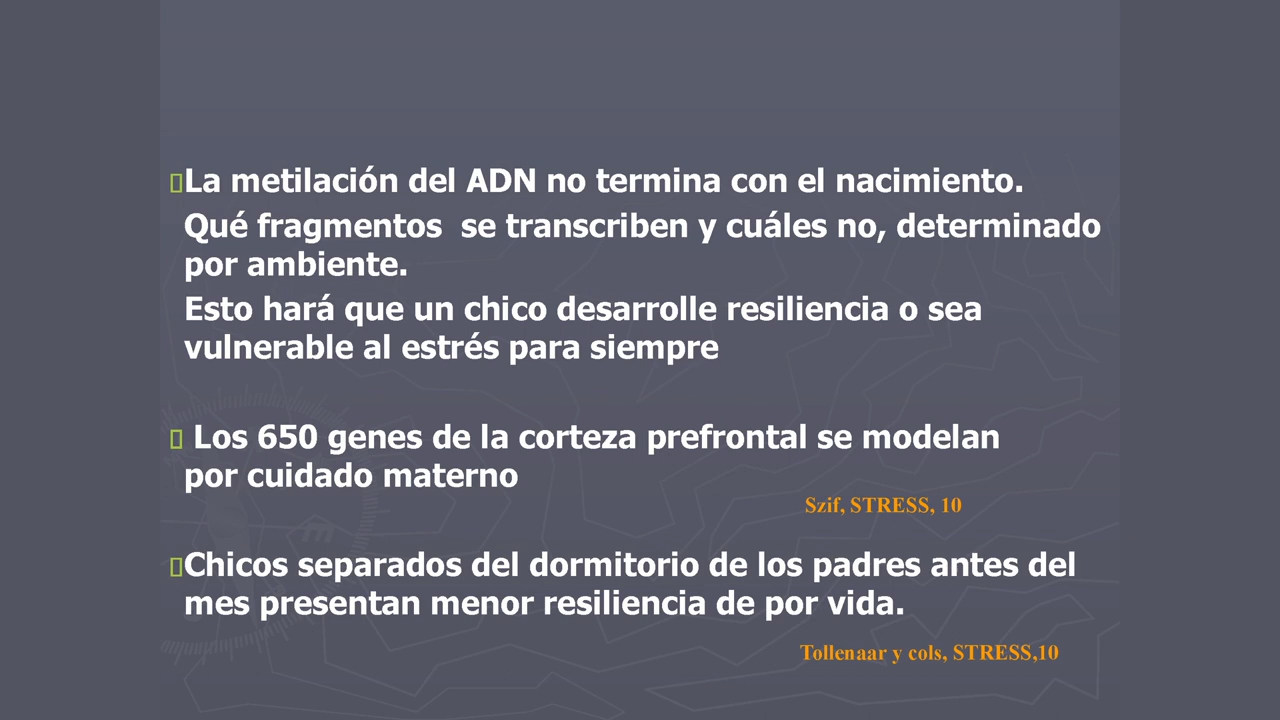 La metilación del ADN no termina con el nacimiento.
Qué fragmentos se transcriben y cuáles no, determinado
por ambiente.
Esto hará que un chico desarrolle resiliencia o sea
vulnerable al estrés para siempre
Los 650 genes de la corteza prefrontal se modelan
por cuidado materno
Szif, STRESS, 10
Chicos separados del dormitorio de los padres antes del
mes presentan menor resiliencia de por vida.
Tollenaar y cols, STRESS,10